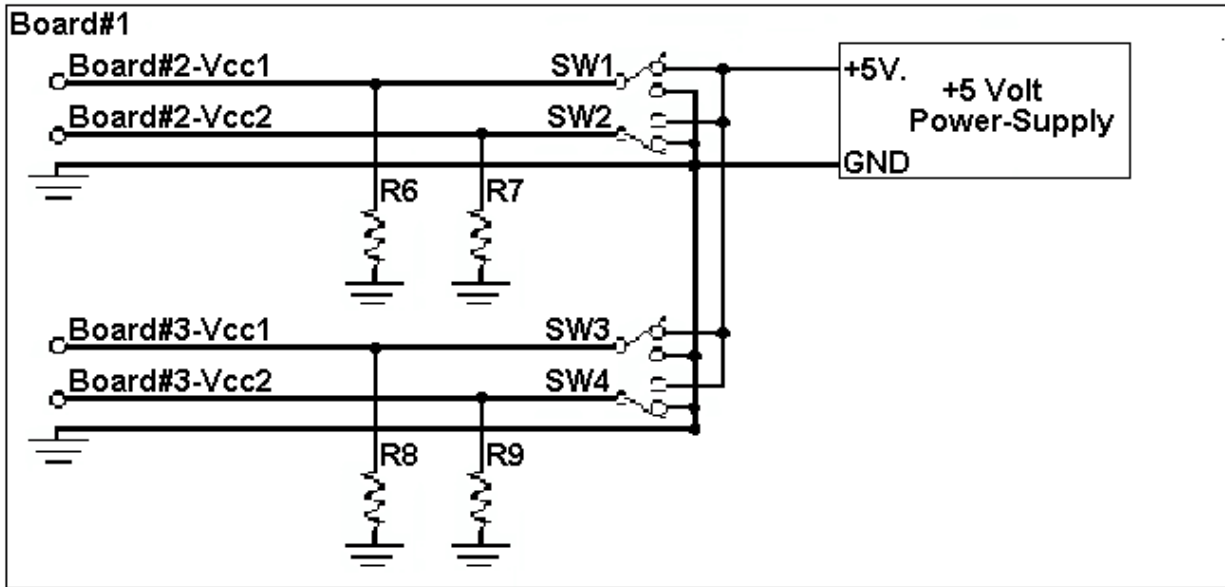 Board#1
Board#2-Vcc1
SW1
+5V.
+5 Volt
Power-Supply
Board#2-Vcc2
SW2
GND
R6
R7
Board#3-Vcc1
SW3
Board#3-Vcc2
SW4
R8
R9